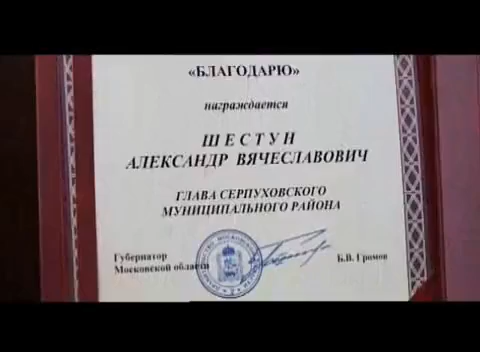 «БЛАГОДАРЮ»
награждается
ШЕСТУН
АЛЕКСАНДР ВЯЧЕСЛАВОВИЧ
ГЛАВА СЕРПУХОВСКОГО
МУНИЦИПАЛЬНОГО РАЙОНА
Губернатор
Московской области
Б.В. Громов